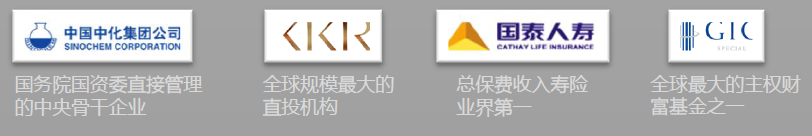 中国中化集团公司
SINOCHEM CORPORATION
国务院国资委直接管理
的中央骨干企业
KKR
全球规模最大的
直投机构
国泰人寿
CATHAY LIFE INSURANCE
总保费收入寿险
业界第一
GIC
SPECIAL
全球最大的主权财
富基金之一